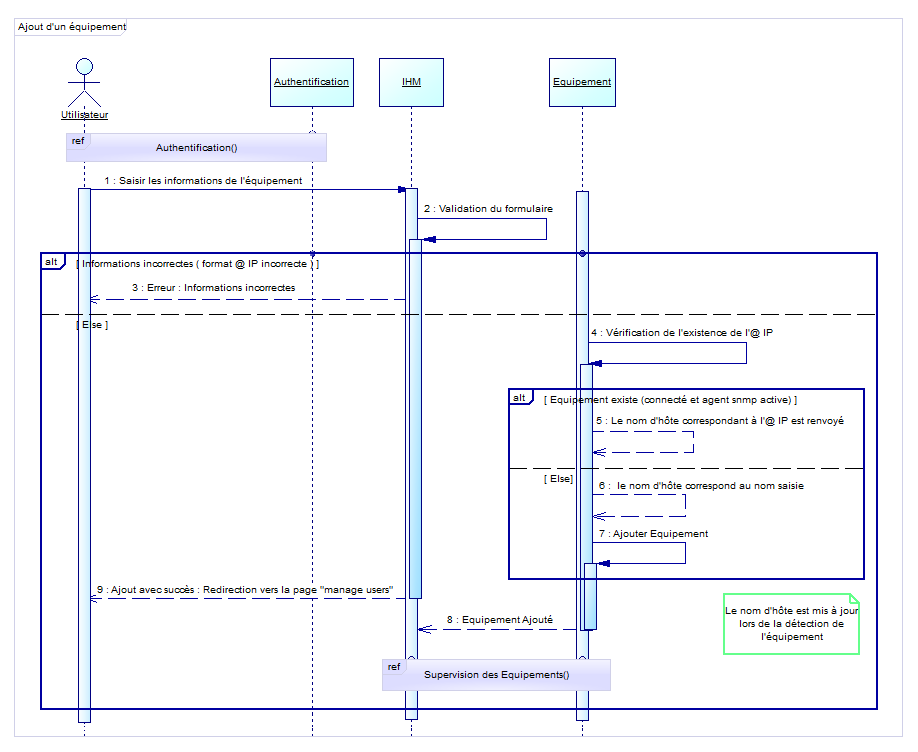 Ajout d'un équipement
Utilisateur
Authentification
IHM
Equipement
ref
Authentification()
1 : Saisir les informations de l'équipement
2 : Validation du formulaire
alt
[ Informations incorrectes ( format @ IP incorrecte ) ]
3 : Erreur : Informations incorrectes
[ Else ]
4 : Vérification de l'existence de l'@ IP
alt
[ Equipement existe (connecté et agent snmp active) ]
5 : Le nom d'hôte correspondant à l'@ IP est renvoyé
[ Else]
6 : le nom d'hôte correspond au nom saisie
7 : Ajouter Equipement
9 : Ajout avec succès : Redirection vers la page "manage users"
8 : Equipement Ajouté
Le nom d'hôte est mis à jour
lors de la détection de
l'équipement
ref
Supervision des Equipements()